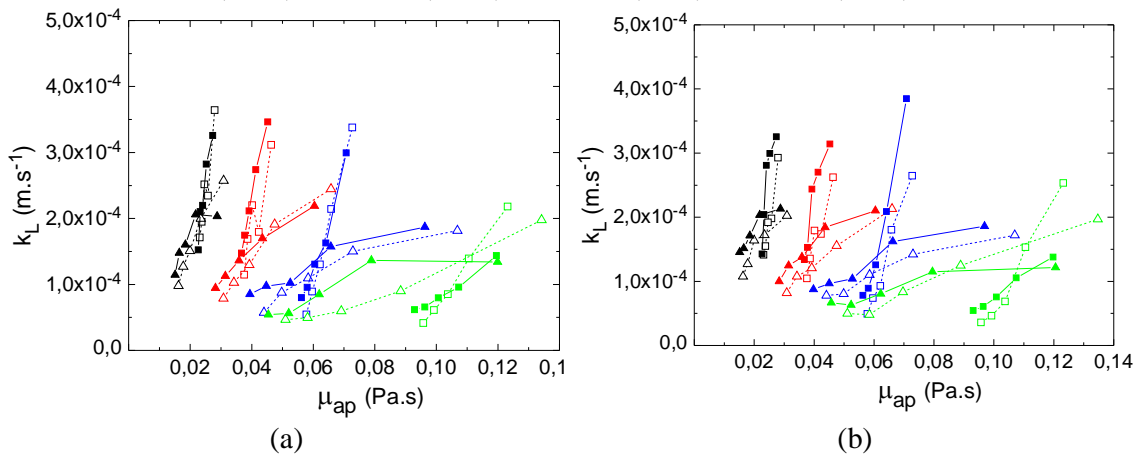 5,0x10⁻⁴
4,0x10⁻⁴
3,0x10⁻⁴
2,0x10⁻⁴
1,0x10⁻⁴
0,0
k_L (m.s⁻¹)
0,02 0,04 0,06 0,08 0,10 0,12 0,1
μ_ap (Pa.s)
(a)
5,0x10⁻⁴
4,0x10⁻⁴
3,0x10⁻⁴
2,0x10⁻⁴
1,0x10⁻⁴
0,0
k_L (m.s⁻¹)
0,02 0,04 0,06 0,08 0,10 0,12 0,14
μ_ap (Pa.s)
(b)